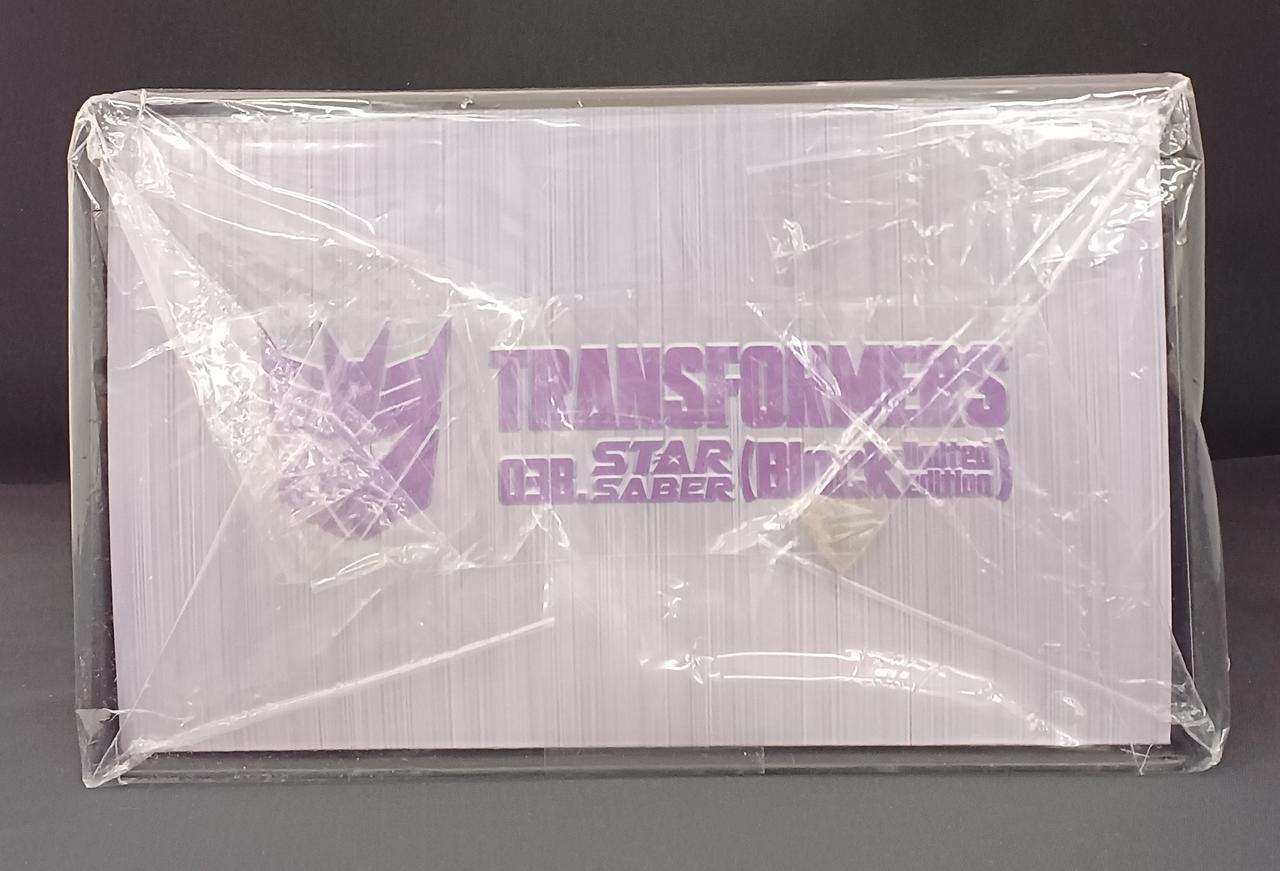 TRANSFORMERS
03B. STAR SABER (Black limited edition)